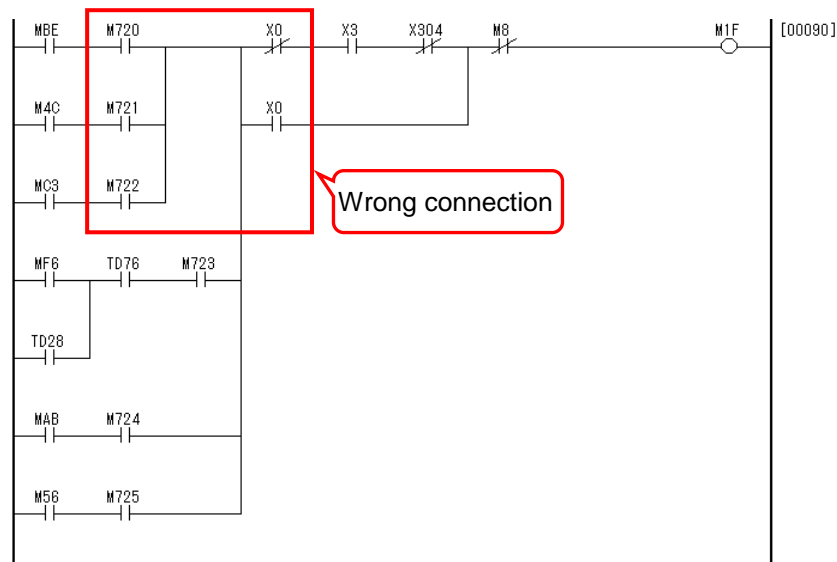 MBE M720 X0 X3 X304 M8 M1F [00090]
M4C M721 X0
MC3 M722
Wrong connection
MF6 TD76 M723
TD28
MAB M724
M56 M725